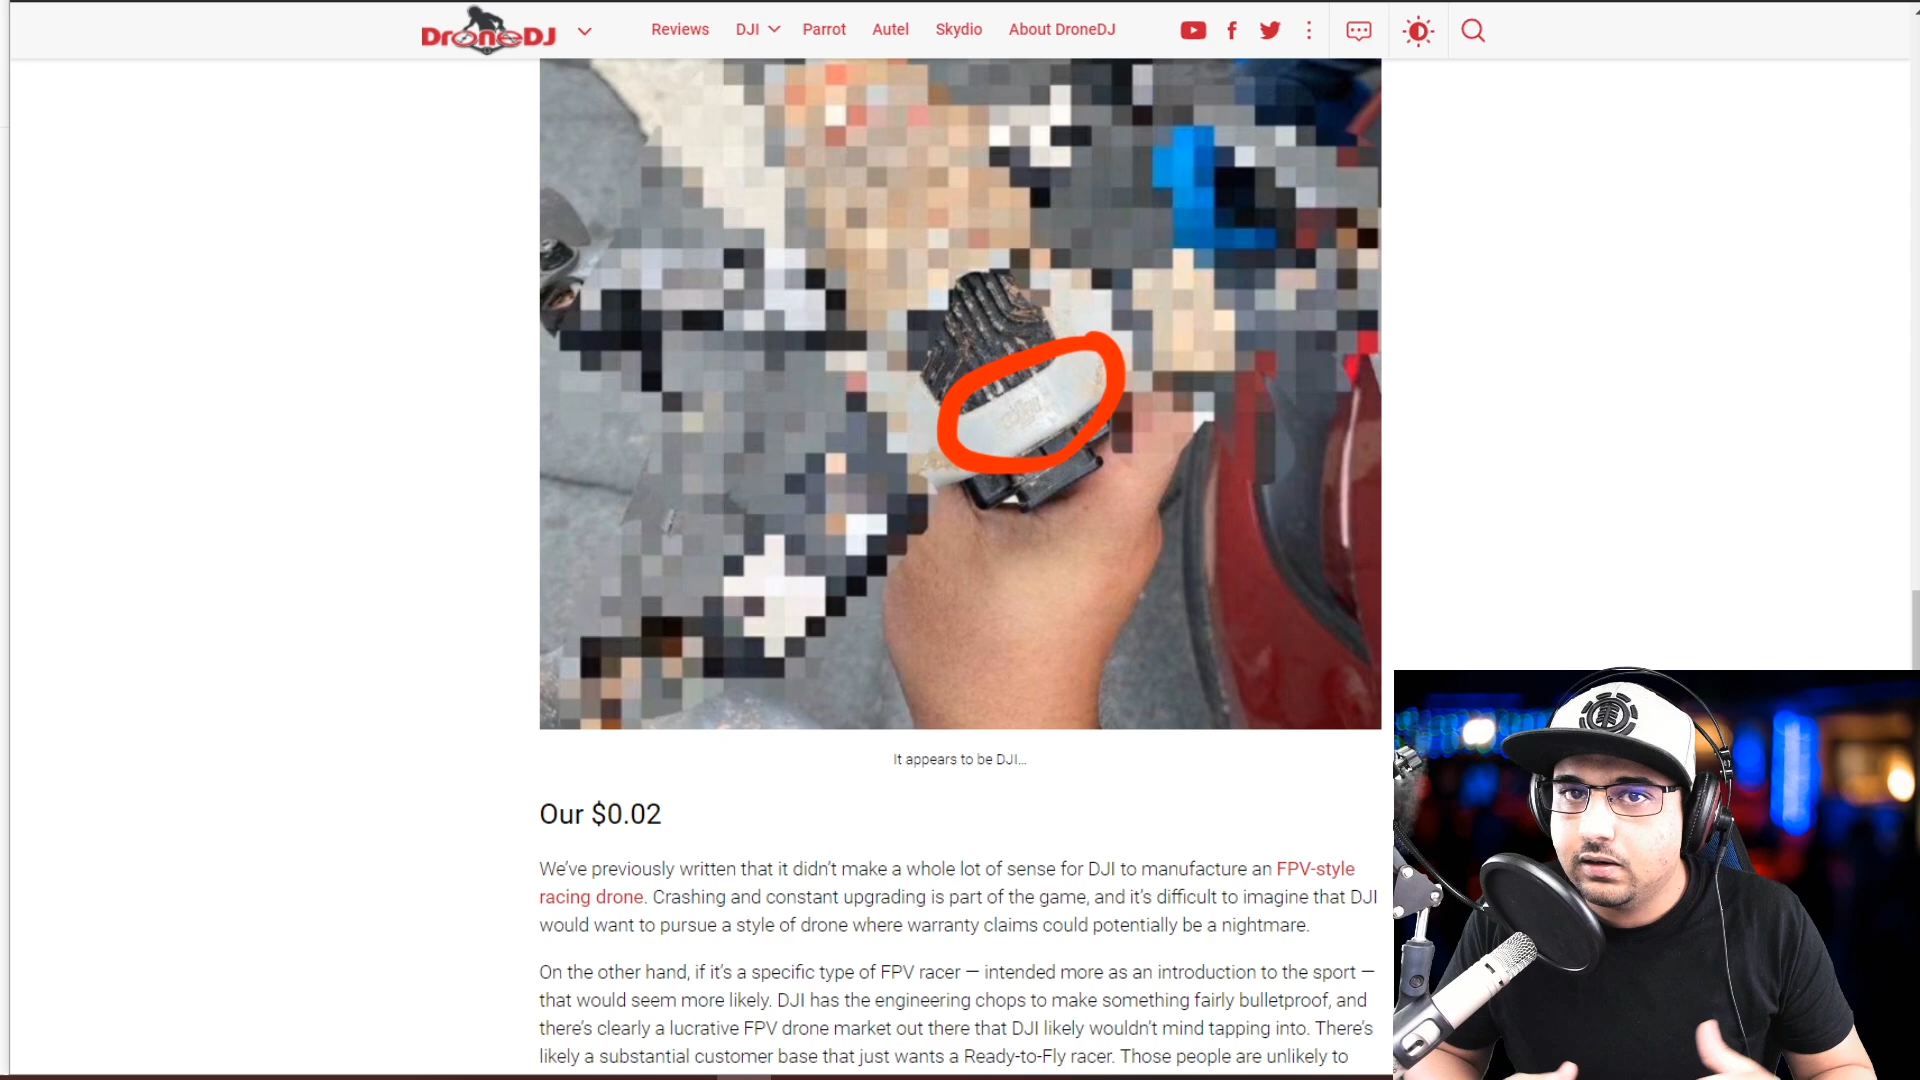 DRONEDJ
Reviews DJI Parrot Autel Skydio About DroneDJ
It appears to be DJI…
Our $0.02
We’ve previously written that it didn’t make a whole lot of sense for DJI to manufacture an FPV-style
racing drone. Crashing and constant upgrading is part of the game, and it’s difficult to imagine that DJI
would want to pursue a style of drone where warranty claims could potentially be a nightmare.
On the other hand, if it’s a specific type of FPV racer — intended more as an introduction to the sport —
that would seem more likely. DJI has the engineering chops to make something fairly bulletproof, and
there’s clearly a lucrative FPV drone market out there that DJI likely wouldn’t mind tapping into. There’s
likely a substantial customer base that just wants a Ready-to-Fly racer. Those people are unlikely to